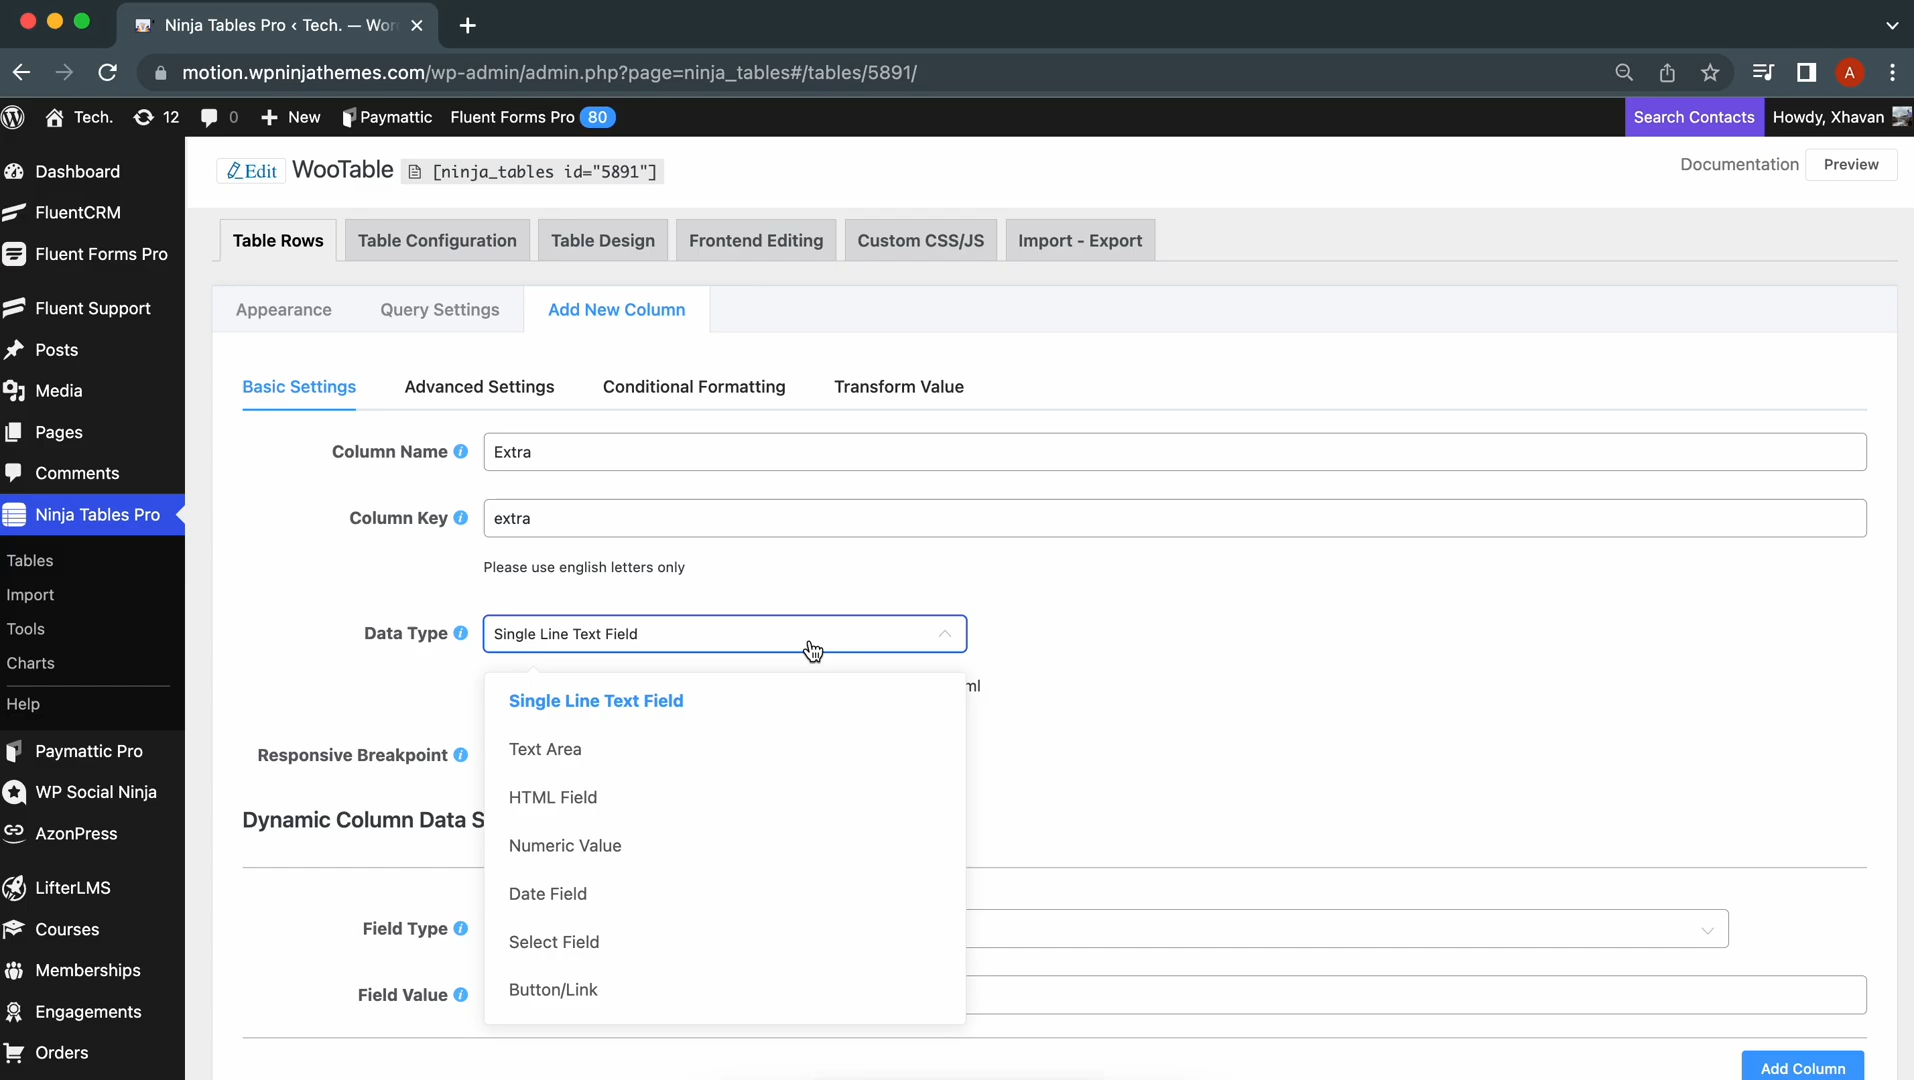 Ninja Tables Pro ‹ Tech. — Wor
motion.wpninjathemes.com/wp-admin/admin.php?page=ninja_tables#/tables/5891/
A
Tech. 12 0 New Paymattic Fluent Forms Pro 80 Search Contacts Howdy, Xhavan
Dashboard
FluentCRM
Fluent Forms Pro
Fluent Support
Posts
Media
Pages
Comments
Ninja Tables Pro
Tables
Import
Tools
Charts
Help
Paymattic Pro
WP Social Ninja
AzonPress
LifterLMS
Courses
Memberships
Engagements
Orders
Edit WooTable [ninja_tables id="5891"] Documentation Preview
Table Rows Table Configuration Table Design Frontend Editing Custom CSS/JS Import - Export
Appearance Query Settings Add New Column
Basic Settings Advanced Settings Conditional Formatting Transform Value
Column Name Extra
Column Key extra
Please use english letters only
Data Type Single Line Text Field
ml
Single Line Text Field
Text Area
HTML Field
Numeric Value
Date Field
Select Field
Button/Link
Responsive Breakpoint
Dynamic Column Data S
Field Type
Field Value
Add Column